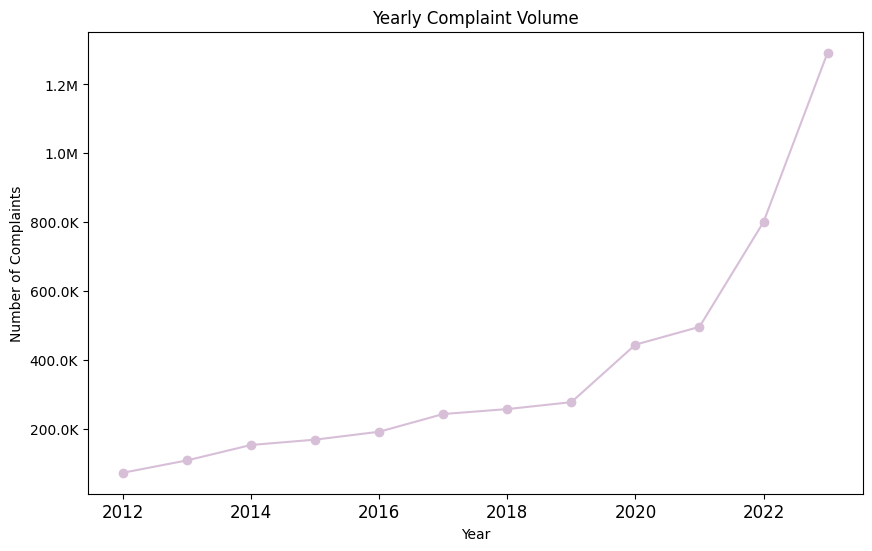 Yearly Complaint Volume
1.2M
1.0M
800.0K
600.0K
400.0K
200.0K
Number of Complaints
2012 2014 2016 2018 2020 2022
Year